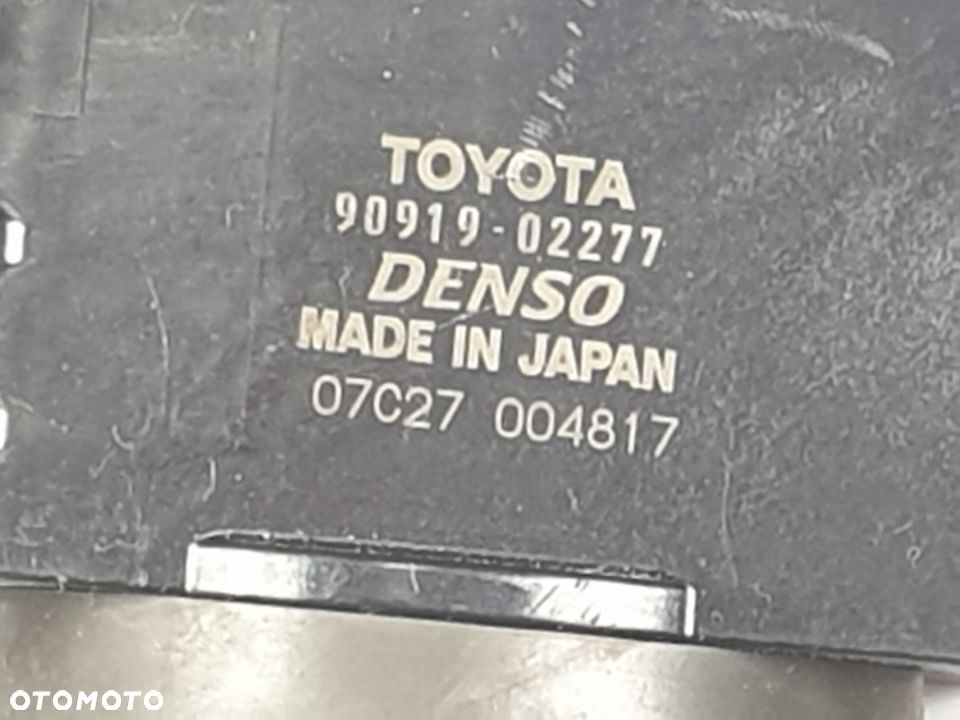 TOYOTA
90919-02277
DENSO
MADE IN JAPAN
07C27 004817
OTOMOTO